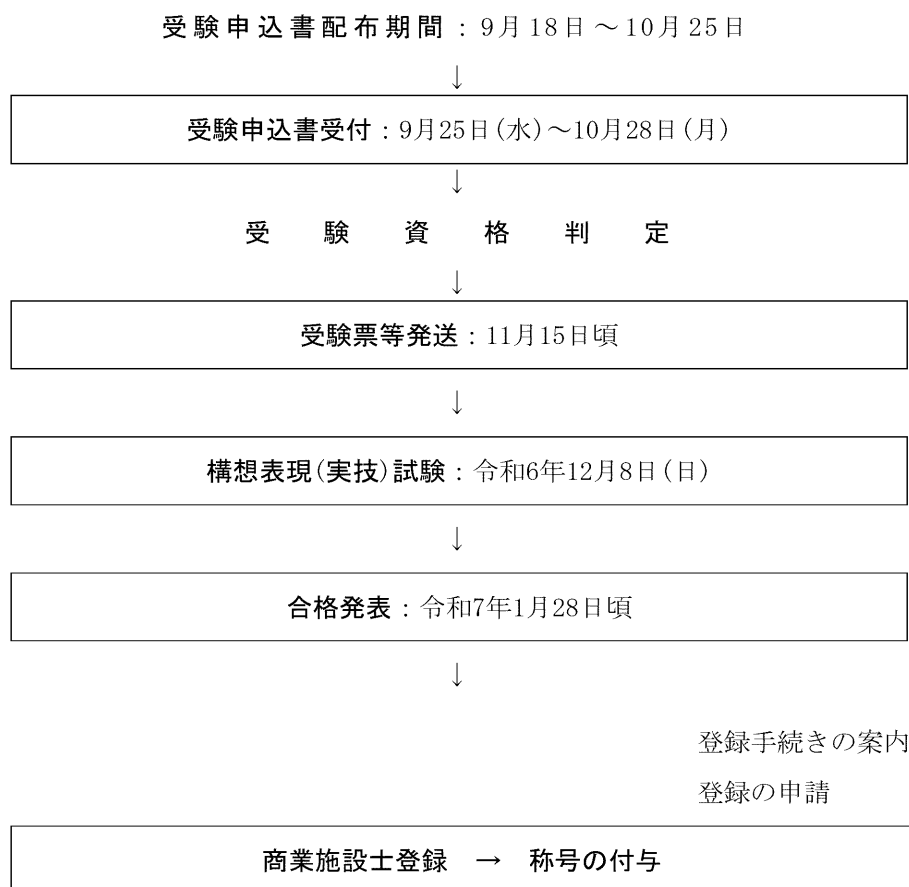 受験申込書配布期間：9月18日～10月25日
↓
受験申込書受付：9月25日(水)～10月28日(月)
↓
受験資格判定
↓
受験票等発送：11月15日頃
↓
構想表現(実技)試験：令和6年12月8日(日)
↓
合格発表：令和7年1月28日頃
↓
登録手続きの案内
登録の申請
商業施設士登録　→　称号の付与